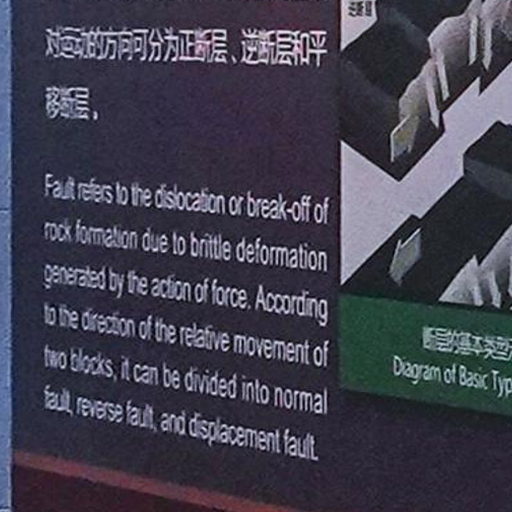 对运动的方向可分为正断层、逆断层和平
移断层。
Fault refers to the dislocation or break-off of
rock formation due to brittle deformation
generated by the action of force. According
to the direction of the relative movement of
two blocks, it can be divided into normal
fault, reverse fault, and displacement fault.
逆断层
断层的基本类型
Diagram of Basic Typ